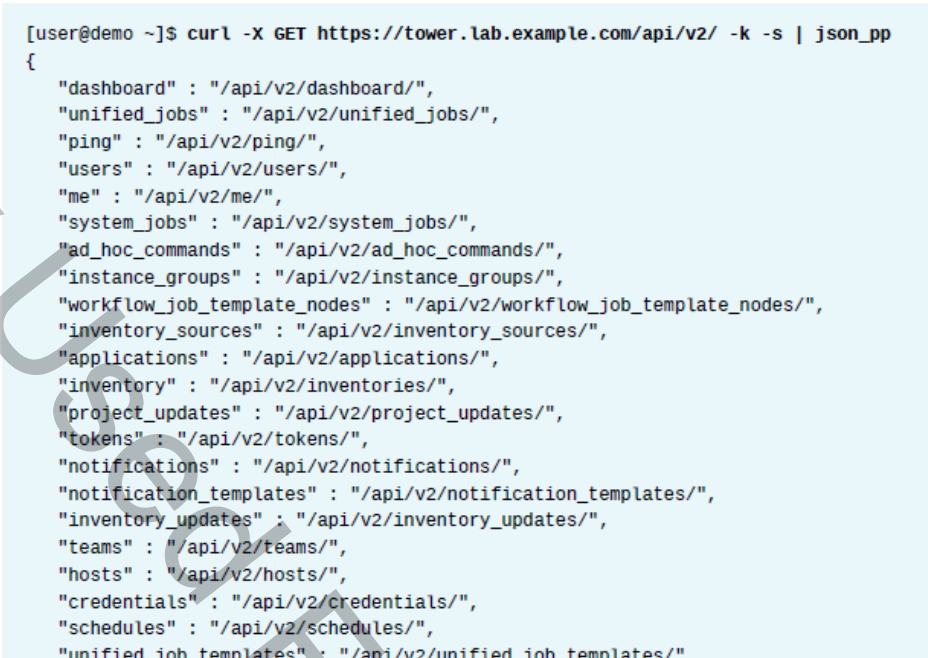 [user@demo ~]$ curl -X GET https://tower.lab.example.com/api/v2/ -k -s | json_pp
{
   "dashboard" : "/api/v2/dashboard/",
   "unified_jobs" : "/api/v2/unified_jobs/",
   "ping" : "/api/v2/ping/",
   "users" : "/api/v2/users/",
   "me" : "/api/v2/me/",
   "system_jobs" : "/api/v2/system_jobs/",
   "ad_hoc_commands" : "/api/v2/ad_hoc_commands/",
   "instance_groups" : "/api/v2/instance_groups/",
   "workflow_job_template_nodes" : "/api/v2/workflow_job_template_nodes/",
   "inventory_sources" : "/api/v2/inventory_sources/",
   "applications" : "/api/v2/applications/",
   "inventory" : "/api/v2/inventories/",
   "project_updates" : "/api/v2/project_updates/",
   "tokens" : "/api/v2/tokens/",
   "notifications" : "/api/v2/notifications/",
   "notification_templates" : "/api/v2/notification_templates/",
   "inventory_updates" : "/api/v2/inventory_updates/",
   "teams" : "/api/v2/teams/",
   "hosts" : "/api/v2/hosts/",
   "credentials" : "/api/v2/credentials/",
   "schedules" : "/api/v2/schedules/",
   "unified_job_templates" : "/api/v2/unified_job_templates/"
Used